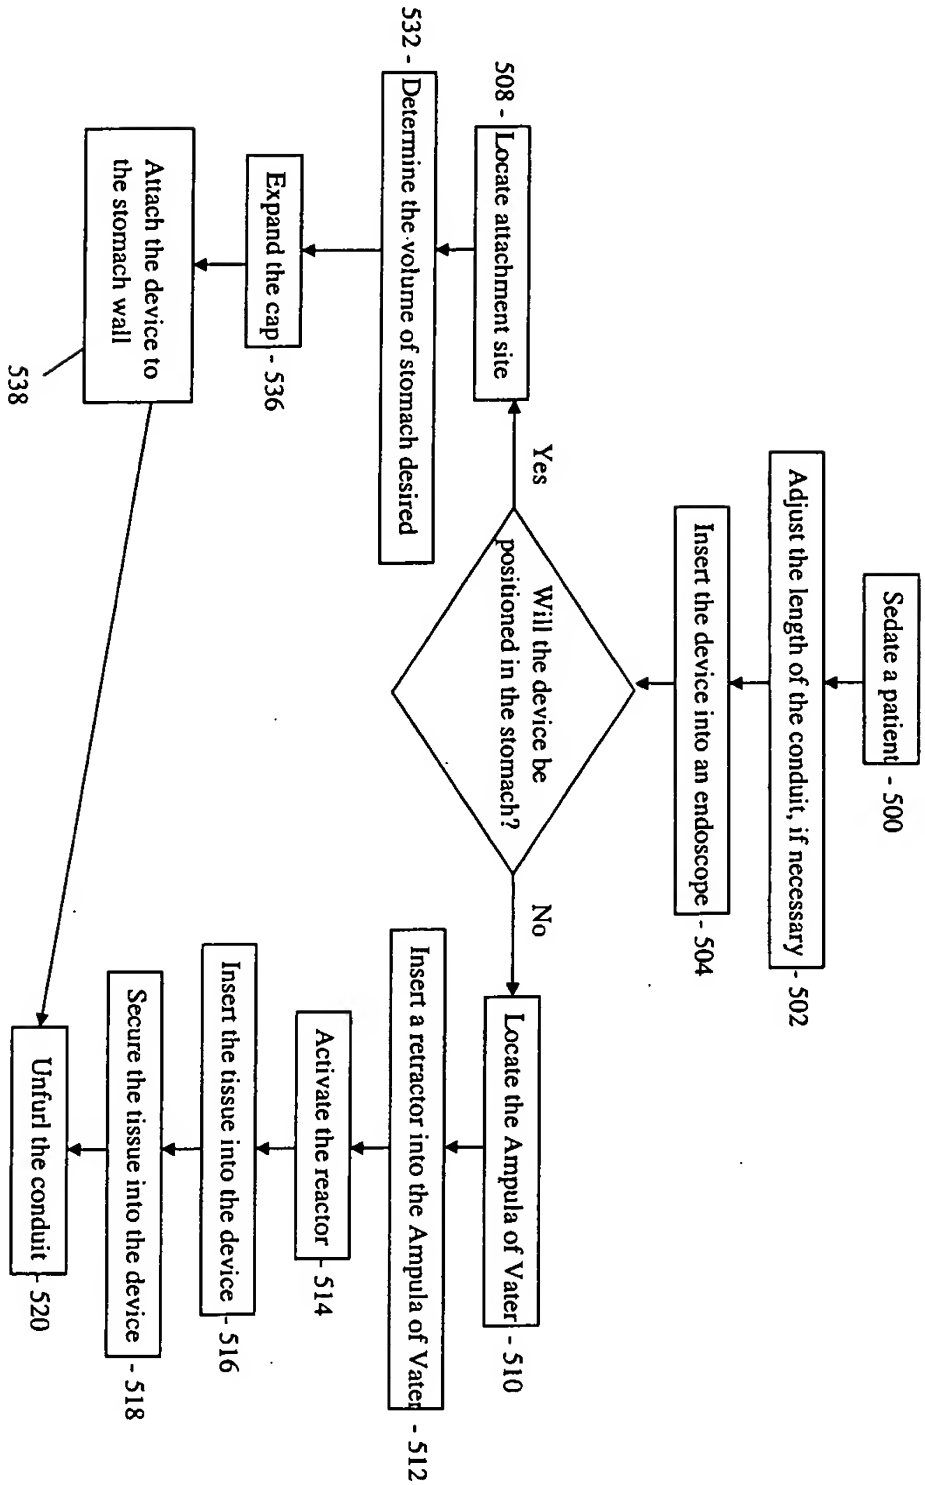 Sedate a patient - 500
Adjust the length of the conduit, if necessary - 502
Insert the device into an endoscope - 504
Will the device be
positioned in the stomach?
Yes
No
508 - Locate attachment site
532 - Determine the volume of stomach desired
Expand the cap - 536
Attach the device to
the stomach wall
538
Locate the Ampula of Vater - 510
Insert a retractor into the Ampula of Vater - 512
Activate the reactor - 514
Insert the tissue into the device - 516
Secure the tissue into the device - 518
Unfurl the conduit - 520